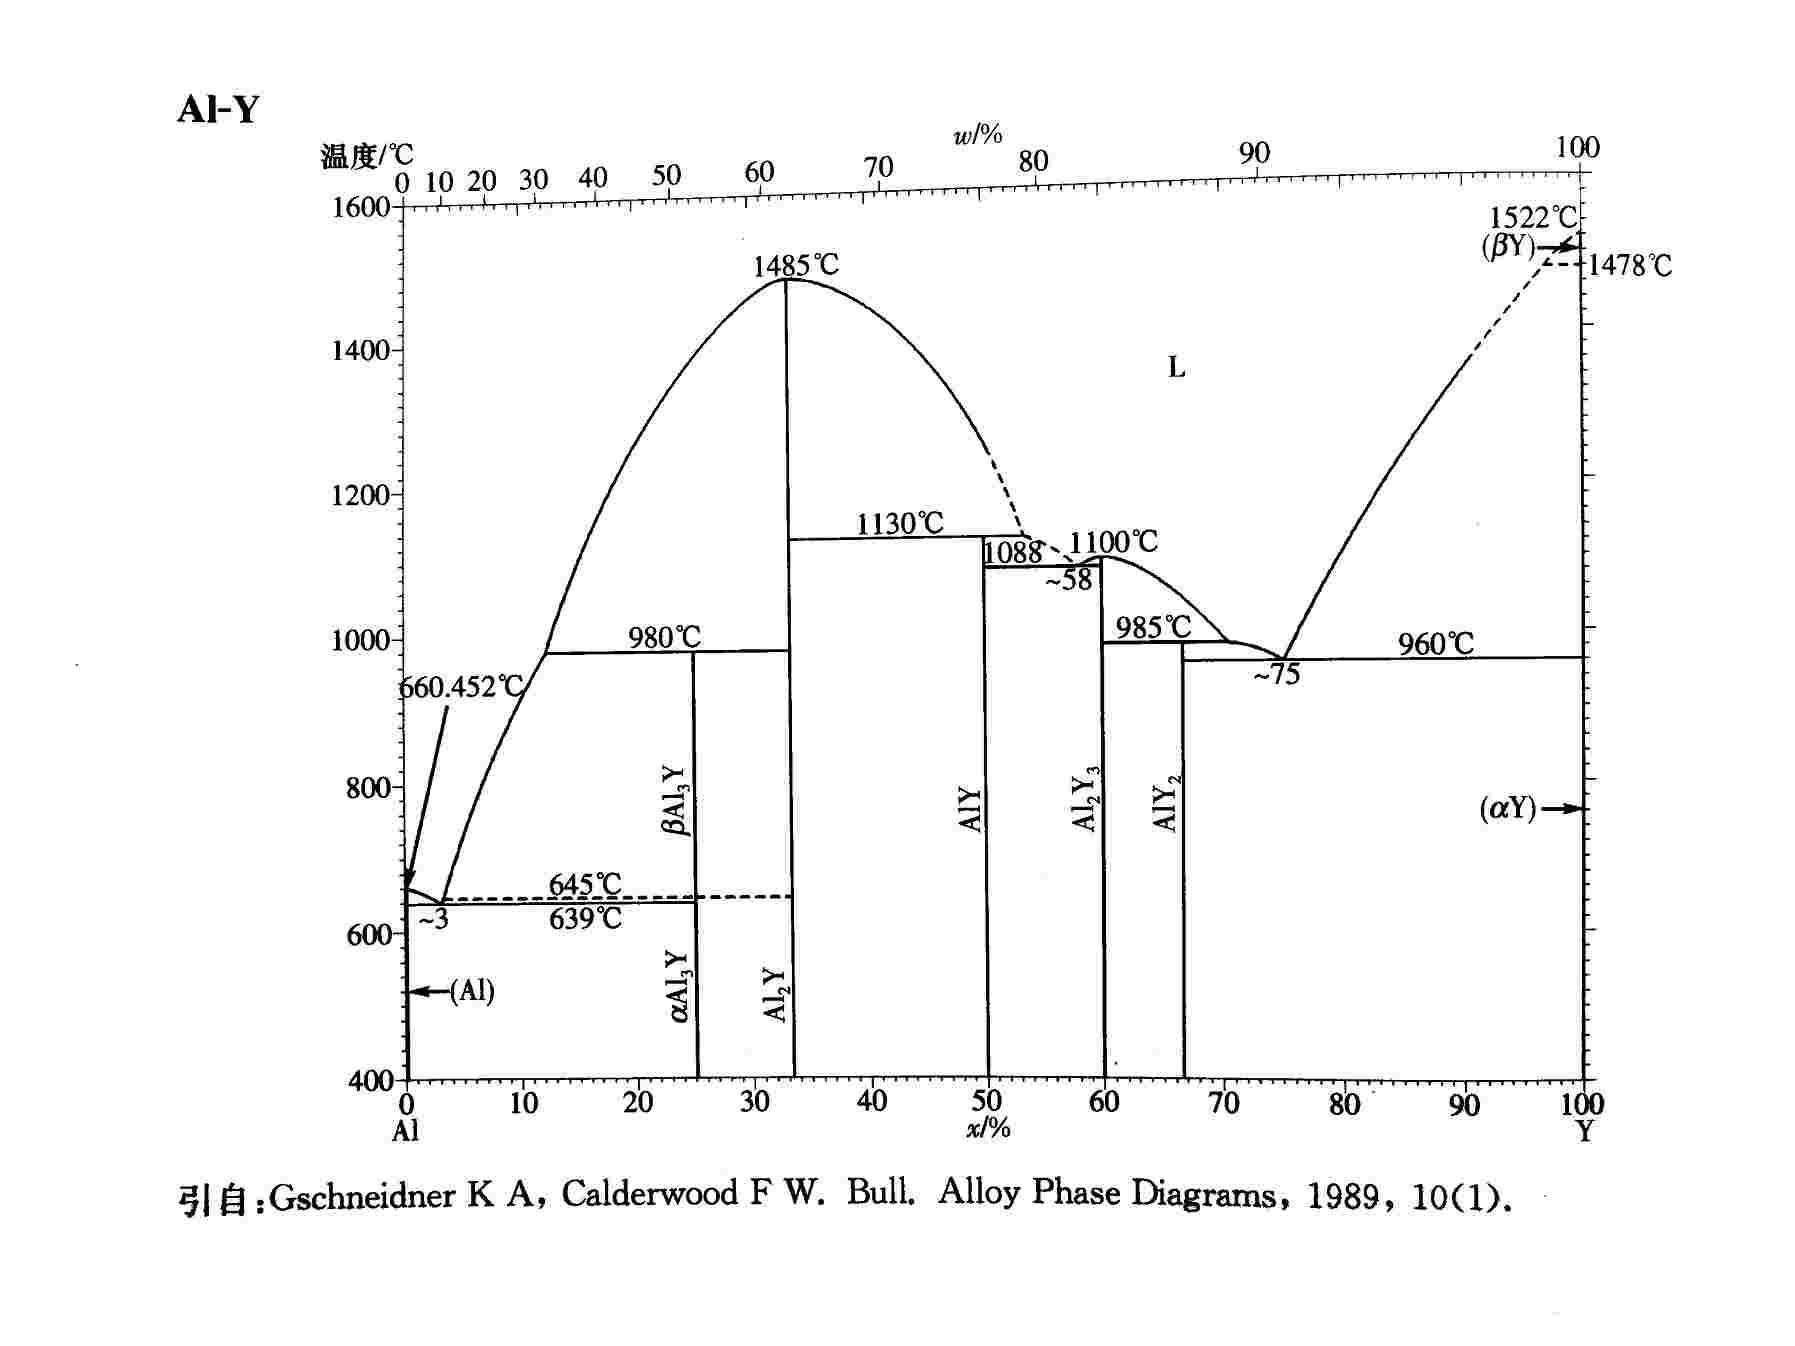 Al-Y
w/%
温度/℃
0 10 20 30 40 50 60 70 80 90 100
1600
1522℃
(βY)
1478℃
1485℃
1400
L
1200
1130℃
1088
1100℃
~58
1000
980℃
985℃
960℃
~75
660.452℃
800
βAl₃Y
AlY
Al₂Y₃
AlY₂
(αY)
645℃
~3
639℃
600
(Al)
αAl₃Y
Al₂Y
400
0 10 20 30 40 50 60 70 80 90 100
Al x/% Y
引自:Gschneidner K A, Calderwood F W. Bull. Alloy Phase Diagrams, 1989, 10(1).